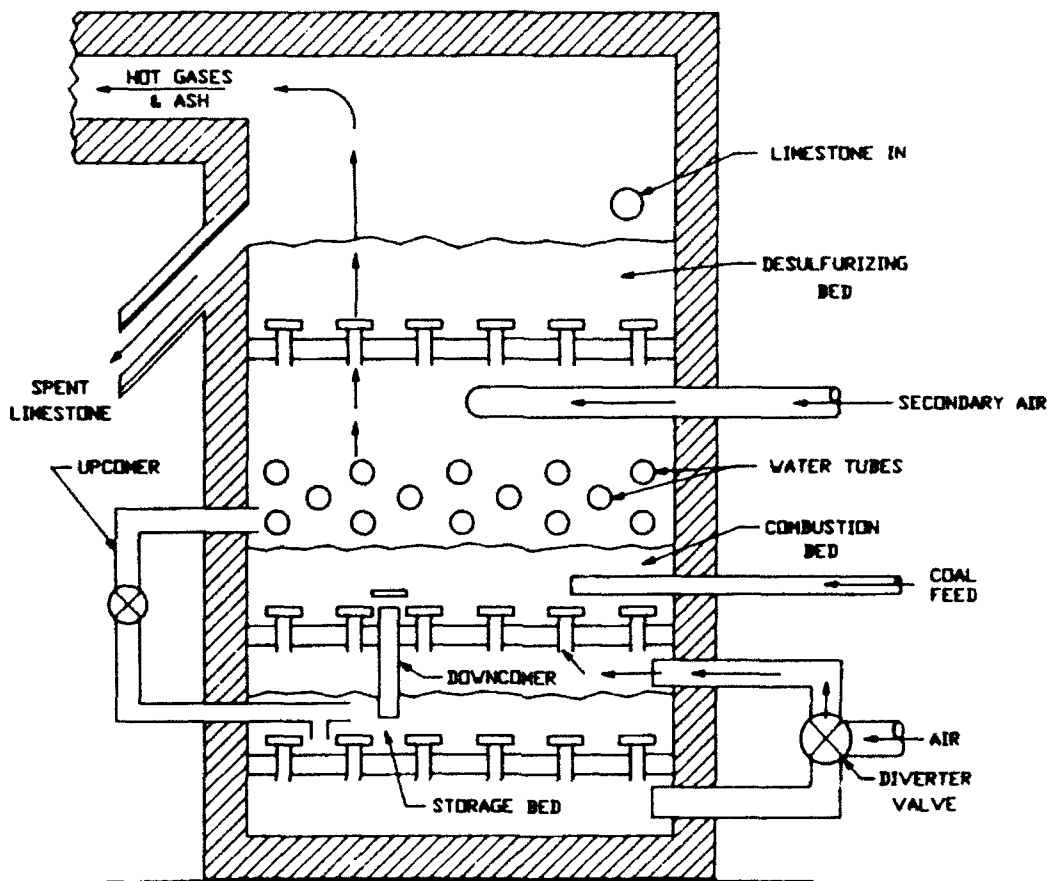 HOT GASES
& ASH
LIMESTONE IN
DESULFURIZING
BED
SPENT
LIMESTONE
SECONDARY AIR
UPCOMER
WATER TUBES
COMBUSTION
BED
COAL
FEED
DOWNCOMER
AIR
STORAGE BED
DIVERTER
VALVE